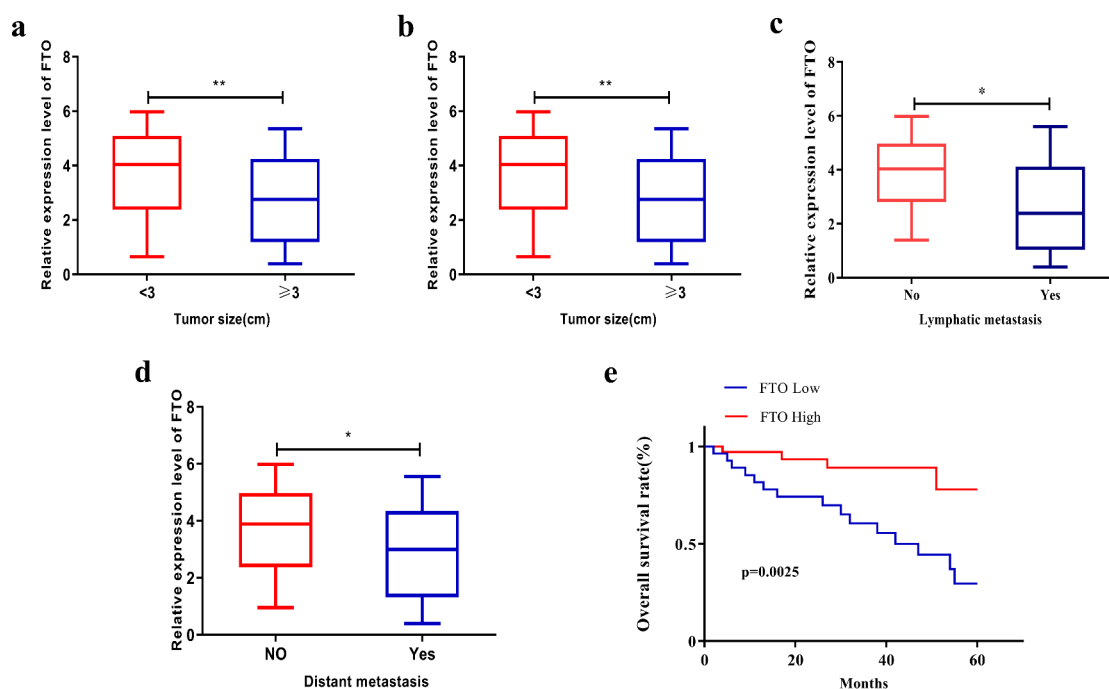 a
Relative expression level of FTO
8
6
4
2
0
**
<3
⩾3
Tumor size(cm)
b
Relative expression level of FTO
8
6
4
2
0
**
<3
⩾3
Tumor size(cm)
c
Relative expression level of FTO
8
6
4
2
0
*
No
Yes
Lymphatic metastasis
d
Relative expression level of FTO
8
6
4
2
0
*
NO
Yes
Distant metastasis
e
FTO Low
FTO High
Overall survival rate(%)
1
0.5
0
p=0.0025
0
20
40
60
Months